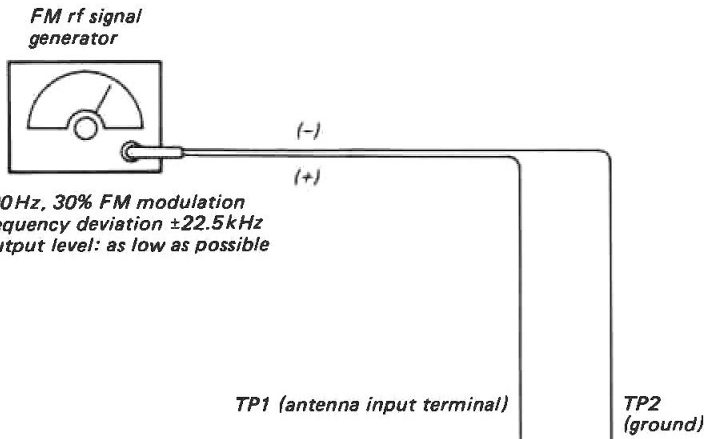 FM rf signal
generator
(−)
(+)
0Hz, 30% FM modulation
equency deviation ±22.5kHz
utput level: as low as possible
TP1 (antenna input terminal)
TP2
(ground)